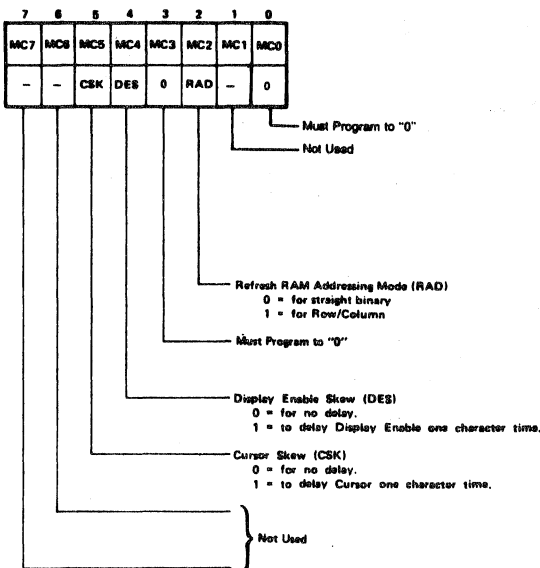 7 6 5 4 3 2 1 0
MC7 MC6 MC5 MC4 MC3 MC2 MC1 MC0
– – CSK DES 0 RAD – 0
Must Program to "0"
Not Used
Refresh RAM Addressing Mode (RAD)
0 = for straight binary
1 = for Row/Column
Must Program to "0"
Display Enable Skew (DES)
0 = for no delay.
1 = to delay Display Enable one character time.
Cursor Skew (CSK)
0 = for no delay.
1 = to delay Cursor one character time.
Not Used